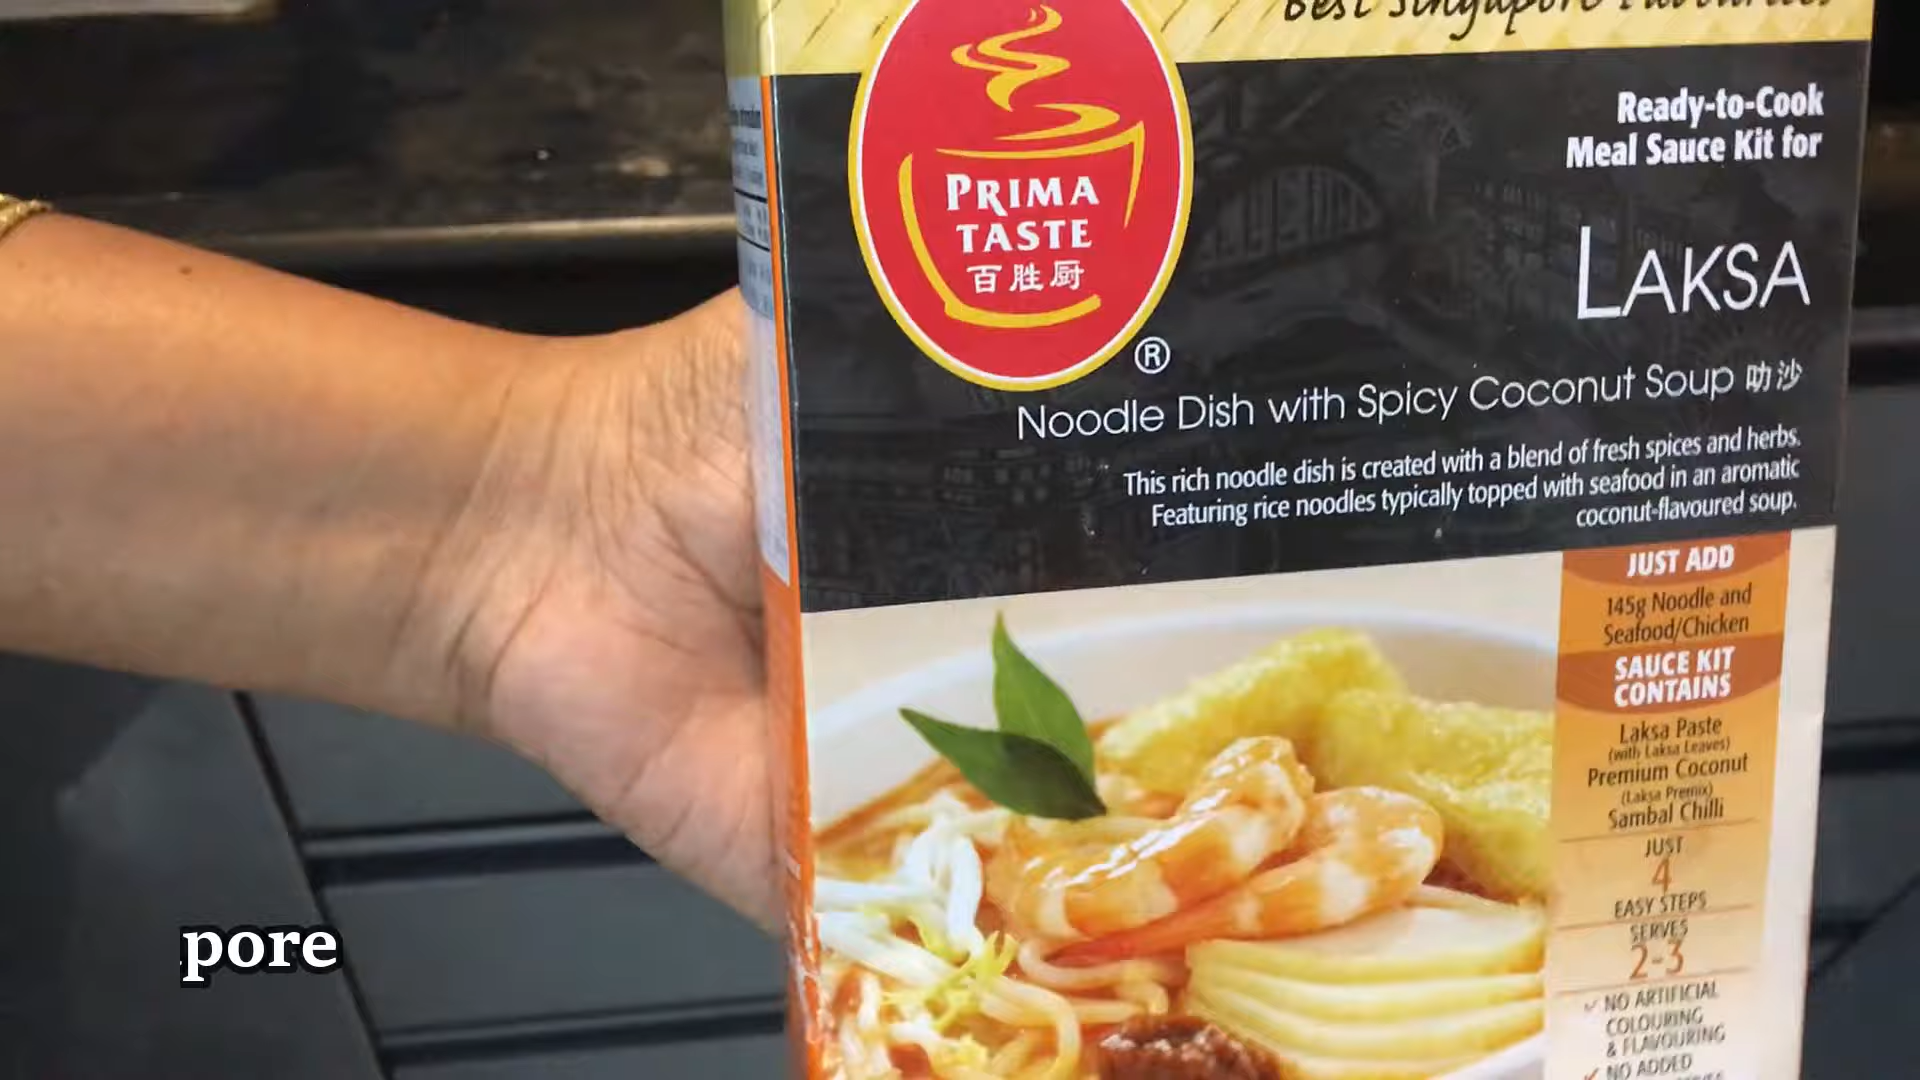 Best Singapore Favourites
Ready-to-Cook
Meal Sauce Kit for
PRIMA
TASTE
百胜厨
®
LAKSA
Noodle Dish with Spicy Coconut Soup 叻沙
This rich noodle dish is created with a blend of fresh spices and herbs.
Featuring rice noodles typically topped with seafood in an aromatic
coconut-flavoured soup.
JUST ADD
145g Noodle and
Seafood/Chicken
SAUCE KIT
CONTAINS
Laksa Paste
(with Laksa Leaves)
Premium Coconut
(Laksa Premix)
Sambal Chilli
JUST
4
EASY STEPS
SERVES
2-3
NO ARTIFICIAL
COLOURING
& FLAVOURING
NO ADDED
pore